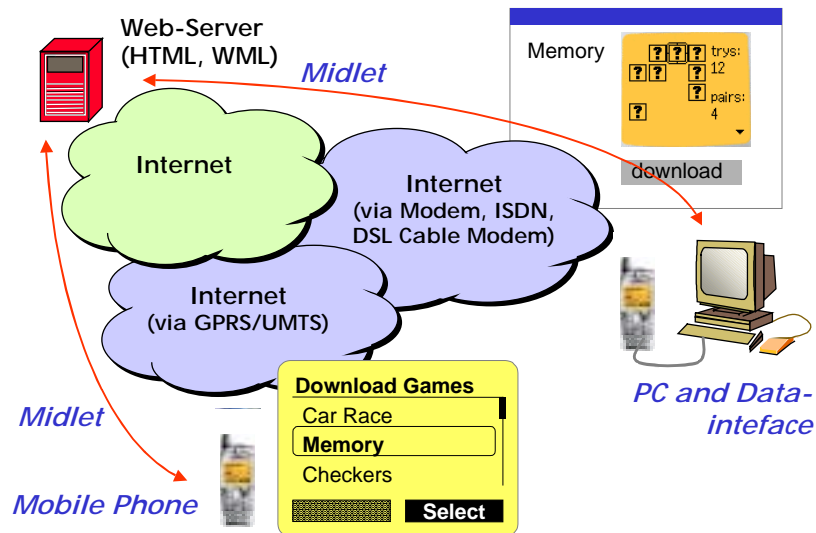 Web-Server
(HTML, WML)
Midlet
Memory
? ? ? trys:
? ? ? 12
? pairs:
? 4
download
Internet
Internet
(via Modem, ISDN,
DSL Cable Modem)
Internet
(via GPRS/UMTS)
Download Games
Car Race
Memory
Checkers
Select
PC and Data-
inteface
Midlet
Mobile Phone